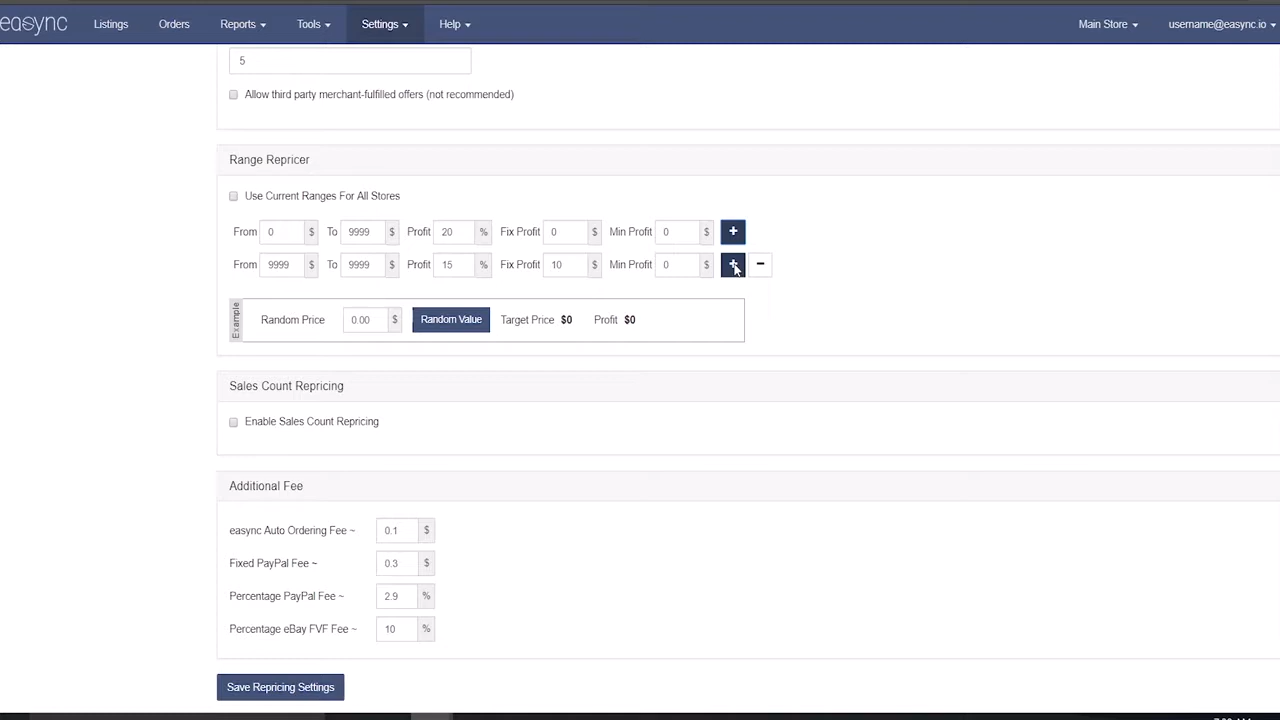 easync Listings Orders Reports Tools Settings Help Main Store username@easync.io
5
Allow third party merchant-fulfilled offers (not recommended)
Range Repricer
Use Current Ranges For All Stores
From 0 $ To 9999 $ Profit 20 % Fix Profit 0 $ Min Profit 0 $ +
From 9999 $ To 9999 $ Profit 15 % Fix Profit 10 $ Min Profit 0 $ + -
Example Random Price 0.00 $ Random Value Target Price $0 Profit $0
Sales Count Repricing
Enable Sales Count Repricing
Additional Fee
easync Auto Ordering Fee ~ 0.1 $
Fixed PayPal Fee ~ 0.3 $
Percentage PayPal Fee ~ 2.9 %
Percentage eBay FVF Fee ~ 10 %
Save Repricing Settings